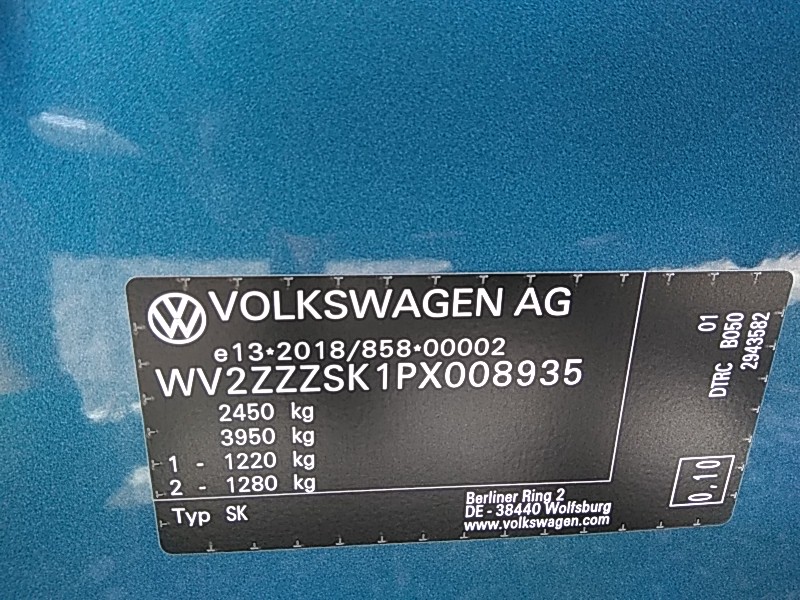 VOLKSWAGEN AG
e13*2018/858*00002
WV2ZZZSK1PX008935
2450 kg
3950 kg
1 - 1220 kg
2 - 1280 kg
Typ SK
Berliner Ring 2
DE - 38440 Wolfsburg
www.volkswagen.com
01
DTRC B050
2943582
0,10